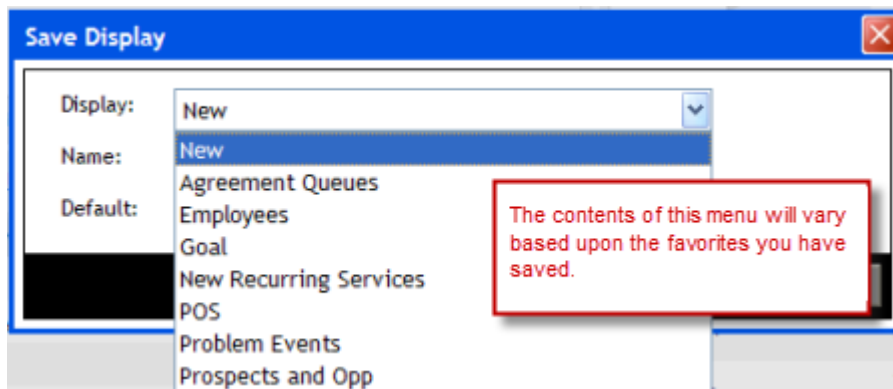 Save Display
Display:
New
Name:
New
Agreement Queues
Default:
Employees
Goal
New Recurring Services
POS
Problem Events
Prospects and Opp
The contents of this menu will vary
based upon the favorites you have
saved.